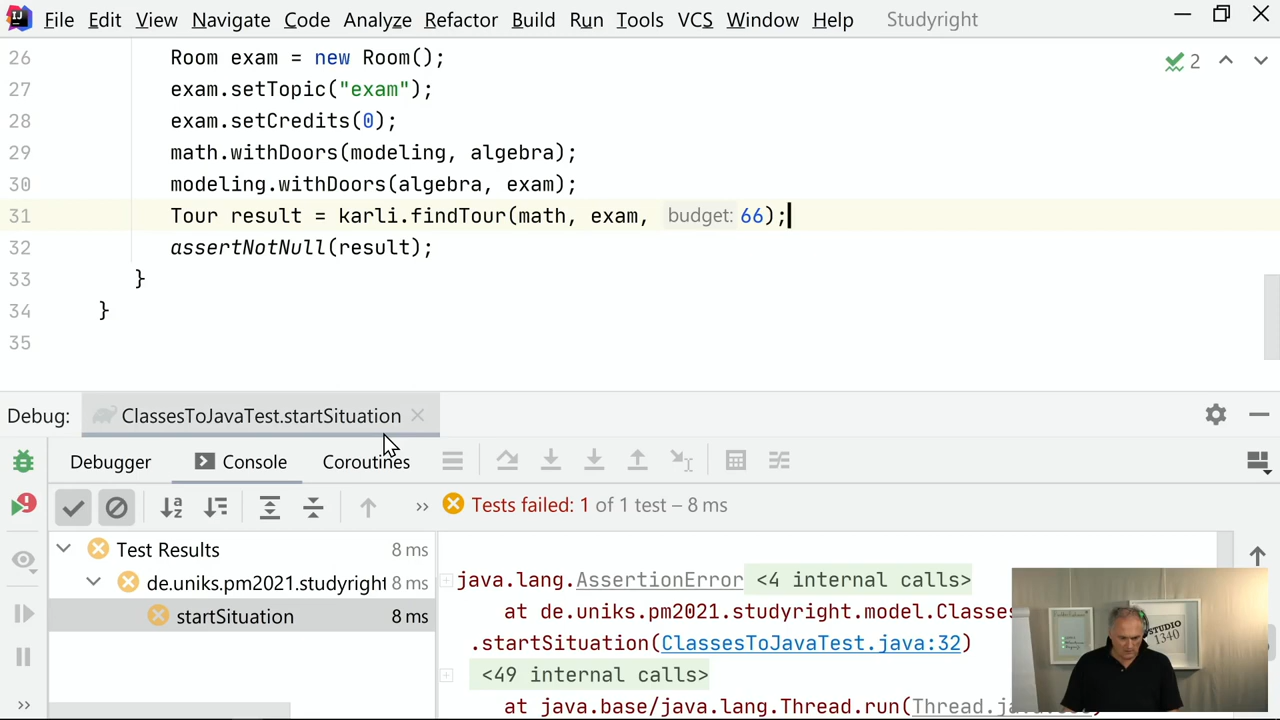 File Edit View Navigate Code Analyze Refactor Build Run Tools VCS Window Help Studyright
26 Room exam = new Room();
2
27 exam.setTopic("exam");
28 exam.setCredits(0);
29 math.withDoors(modeling, algebra);
30 modeling.withDoors(algebra, exam);
31 Tour result = karli.findTour(math, exam, budget: 66);
32 assertNotNull(result);
33 }
34 }
35
Debug: ClassesToJavaTest.startSituation
Debugger Console Coroutines
Tests failed: 1 of 1 test – 8 ms
Test Results 8 ms
de.uniks.pm2021.studyright 8 ms
startSituation 8 ms
java.lang.AssertionError <4 internal calls>
at de.uniks.pm2021.studyright.model.Classes
.startSituation(ClassesToJavaTest.java:32)
<49 internal calls>
at java.base/java.lang.Thread.run(Thread.java
STUDIO
1340